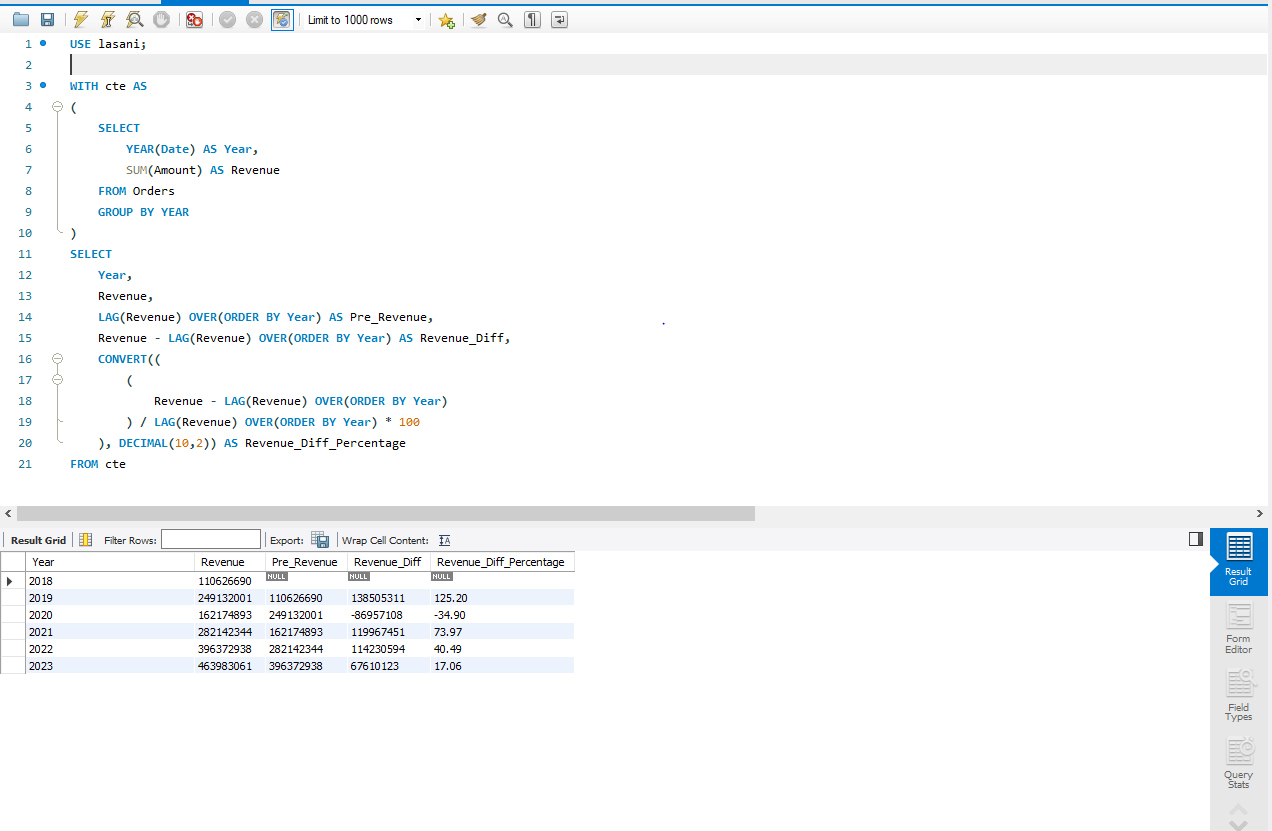 Limit to 1000 rows
1 USE lasani;
2
3 WITH cte AS
4 (
5 SELECT
6 YEAR(Date) AS Year,
7 SUM(Amount) AS Revenue
8 FROM Orders
9 GROUP BY YEAR
10 )
11 SELECT
12 Year,
13 Revenue,
14 LAG(Revenue) OVER(ORDER BY Year) AS Pre_Revenue,
15 Revenue - LAG(Revenue) OVER(ORDER BY Year) AS Revenue_Diff,
16 CONVERT((
17 (
18 Revenue - LAG(Revenue) OVER(ORDER BY Year)
19 ) / LAG(Revenue) OVER(ORDER BY Year) * 100
20 ), DECIMAL(10,2)) AS Revenue_Diff_Percentage
21 FROM cte
Result Grid Filter Rows: Export: Wrap Cell Content: IA
Year Revenue Pre_Revenue Revenue_Diff Revenue_Diff_Percentage
2018 110626690 NULL NULL NULL
2019 249132001 110626690 138505311 125.20
2020 162174893 249132001 -86957108 -34.90
2021 282142344 162174893 119967451 73.97
2022 396372938 282142344 114230594 40.49
2023 463983061 396372938 67610123 17.06
Result
Grid
Form
Editor
Field
Types
Query
Stats